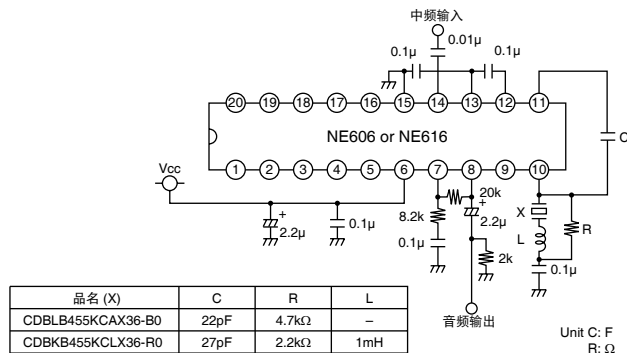 中频输入
0.01µ
0.1µ
0.1µ
20 19 18 17 16 15 14 13 12 11
NE606 or NE616
C
1 2 3 4 5 6 7 8 9 10
Vcc
+
2.2µ
0.1µ
8.2k
0.1µ
20k
+
2.2µ
2k
X
L
R
0.1µ
音频输出
品名 (X) C R L
CDBLB455KCAX36-B0 22pF 4.7kΩ –
CDBKB455KCLX36-R0 27pF 2.2kΩ 1mH
Unit C: F
R: Ω